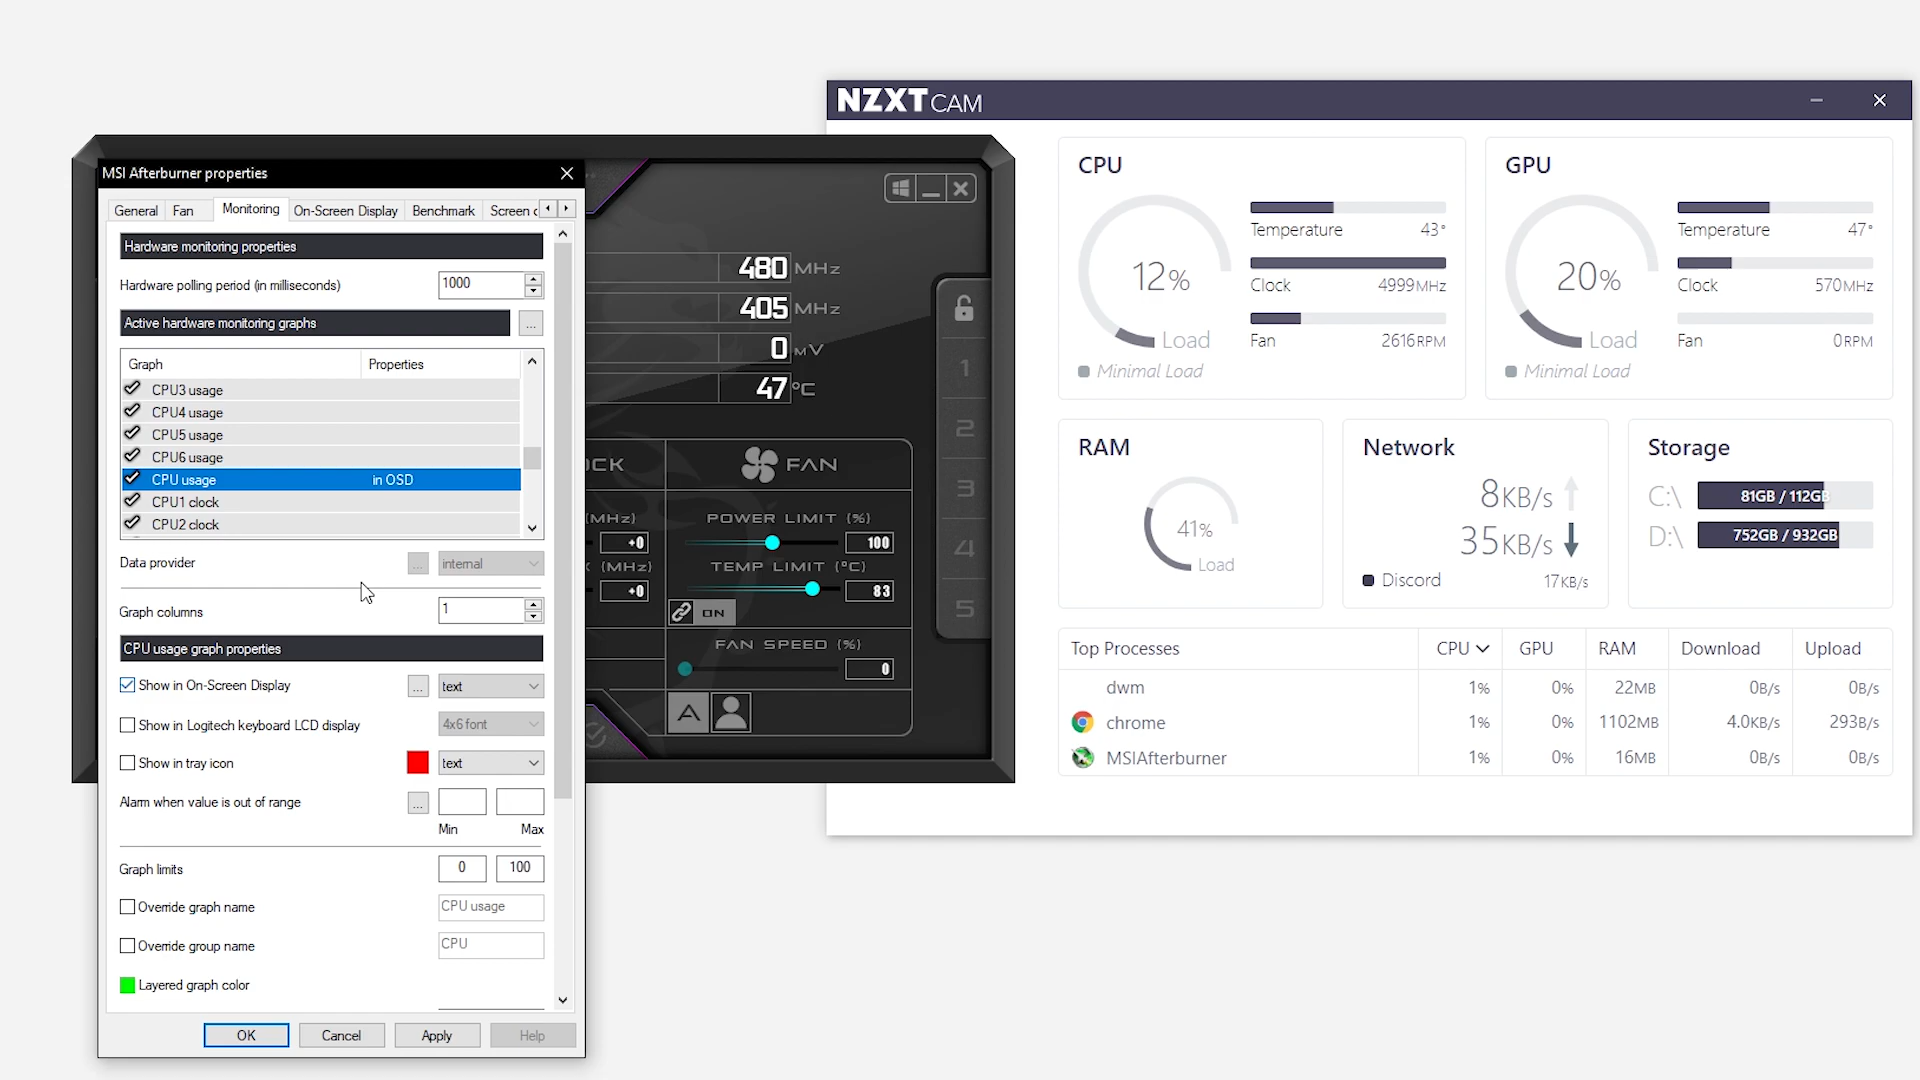 NZXT CAM
MSI Afterburner properties
General Fan Monitoring On-Screen Display Benchmark Screen c
Hardware monitoring properties
Hardware polling period (in milliseconds) 1000
Active hardware monitoring graphs ...
Graph Properties
CPU3 usage
CPU4 usage
CPU5 usage
CPU6 usage
CPU usage in OSD
CPU1 clock
CPU2 clock
Data provider ... internal
Graph columns 1
CPU usage graph properties
Show in On-Screen Display ... text
Show in Logitech keyboard LCD display 4x6 font
Show in tray icon text
Alarm when value is out of range ...
Min Max
Graph limits 0 100
Override graph name CPU usage
Override group name CPU
Layered graph color
OK Cancel Apply Help
480 MHz
405 MHz
0 mV
47 °C
1
2
3
4
5
OCK FAN
(MHz) +0
(MHz) +0
POWER LIMIT (%)
100
TEMP LIMIT (°C)
83
ON
FAN SPEED (%)
0
A
CPU
12%
Load
Minimal Load
Temperature 43°
Clock 4999MHz
Fan 2616RPM
GPU
20%
Load
Minimal Load
Temperature 47°
Clock 570MHz
Fan 0RPM
RAM
41%
Load
Network
8KB/s
35KB/s
Discord 17KB/s
Storage
C:\ 81GB / 112GB
D:\ 752GB / 932GB
Top Processes CPU GPU RAM Download Upload
dwm 1% 0% 22MB 0B/s 0B/s
chrome 1% 0% 1102MB 4.0KB/s 293B/s
MSIAfterburner 1% 0% 16MB 0B/s 0B/s